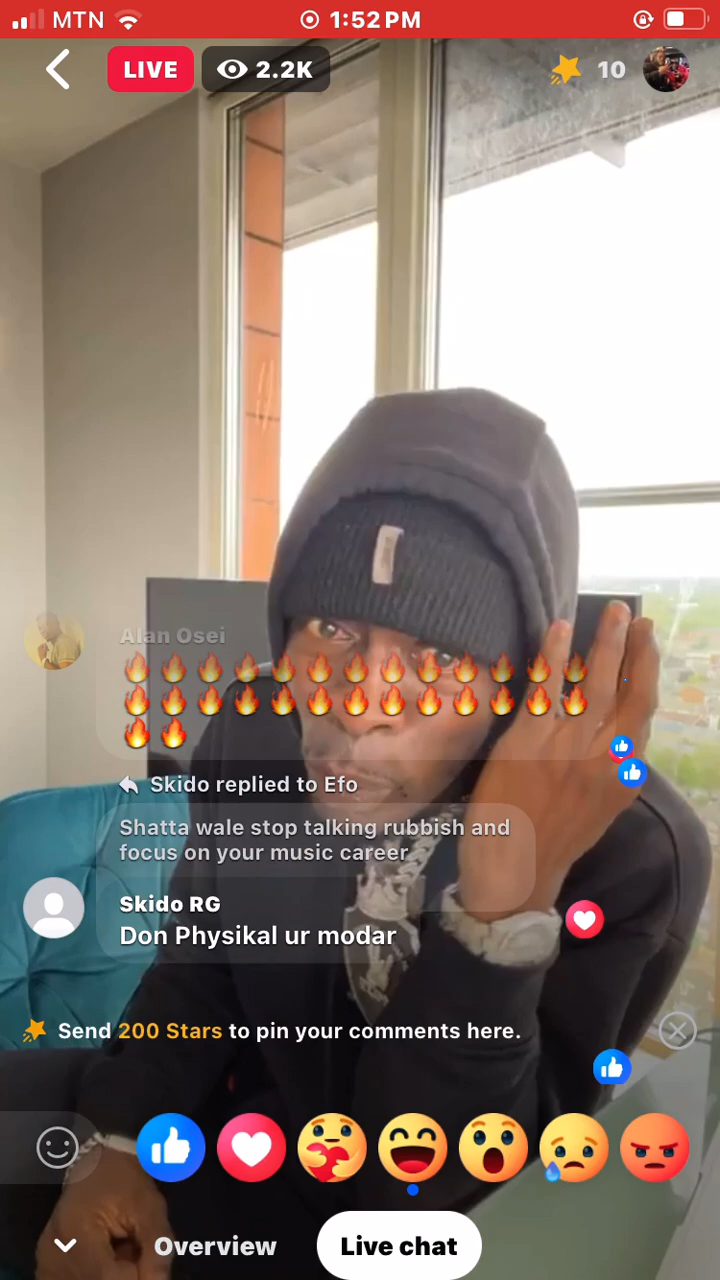 MTN 1:52 PM
LIVE 2.2K 10
Alan Osei
🔥🔥🔥🔥🔥🔥🔥🔥🔥🔥🔥🔥🔥
🔥🔥🔥🔥🔥🔥🔥🔥🔥🔥🔥🔥🔥
🔥🔥
Skido replied to Efo
Shatta wale stop talking rubbish and
focus on your music career
Skido RG
Don Physikal ur modar
Send 200 Stars to pin your comments here.
Overview Live chat